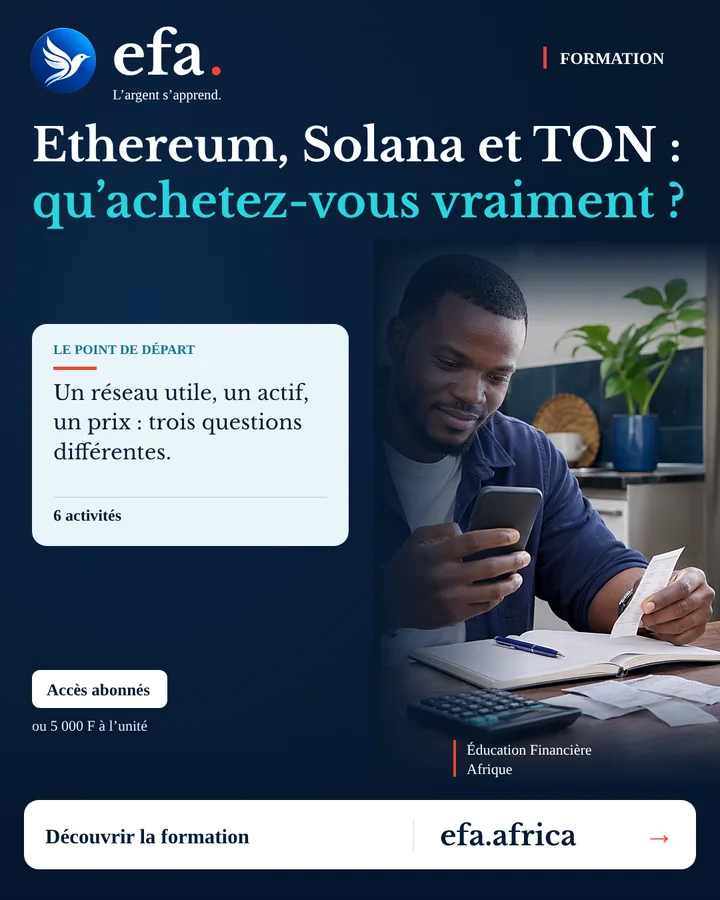 efa.
L’argent s’apprend.
FORMATION
Ethereum, Solana et TON :
qu’achetez-vous vraiment ?
LE POINT DE DÉPART
Un réseau utile, un actif,
un prix : trois questions
différentes.
6 activités
Accès abonnés
ou 5 000 F à l’unité
Éducation Financière
Afrique
Découvrir la formation
efa.africa →